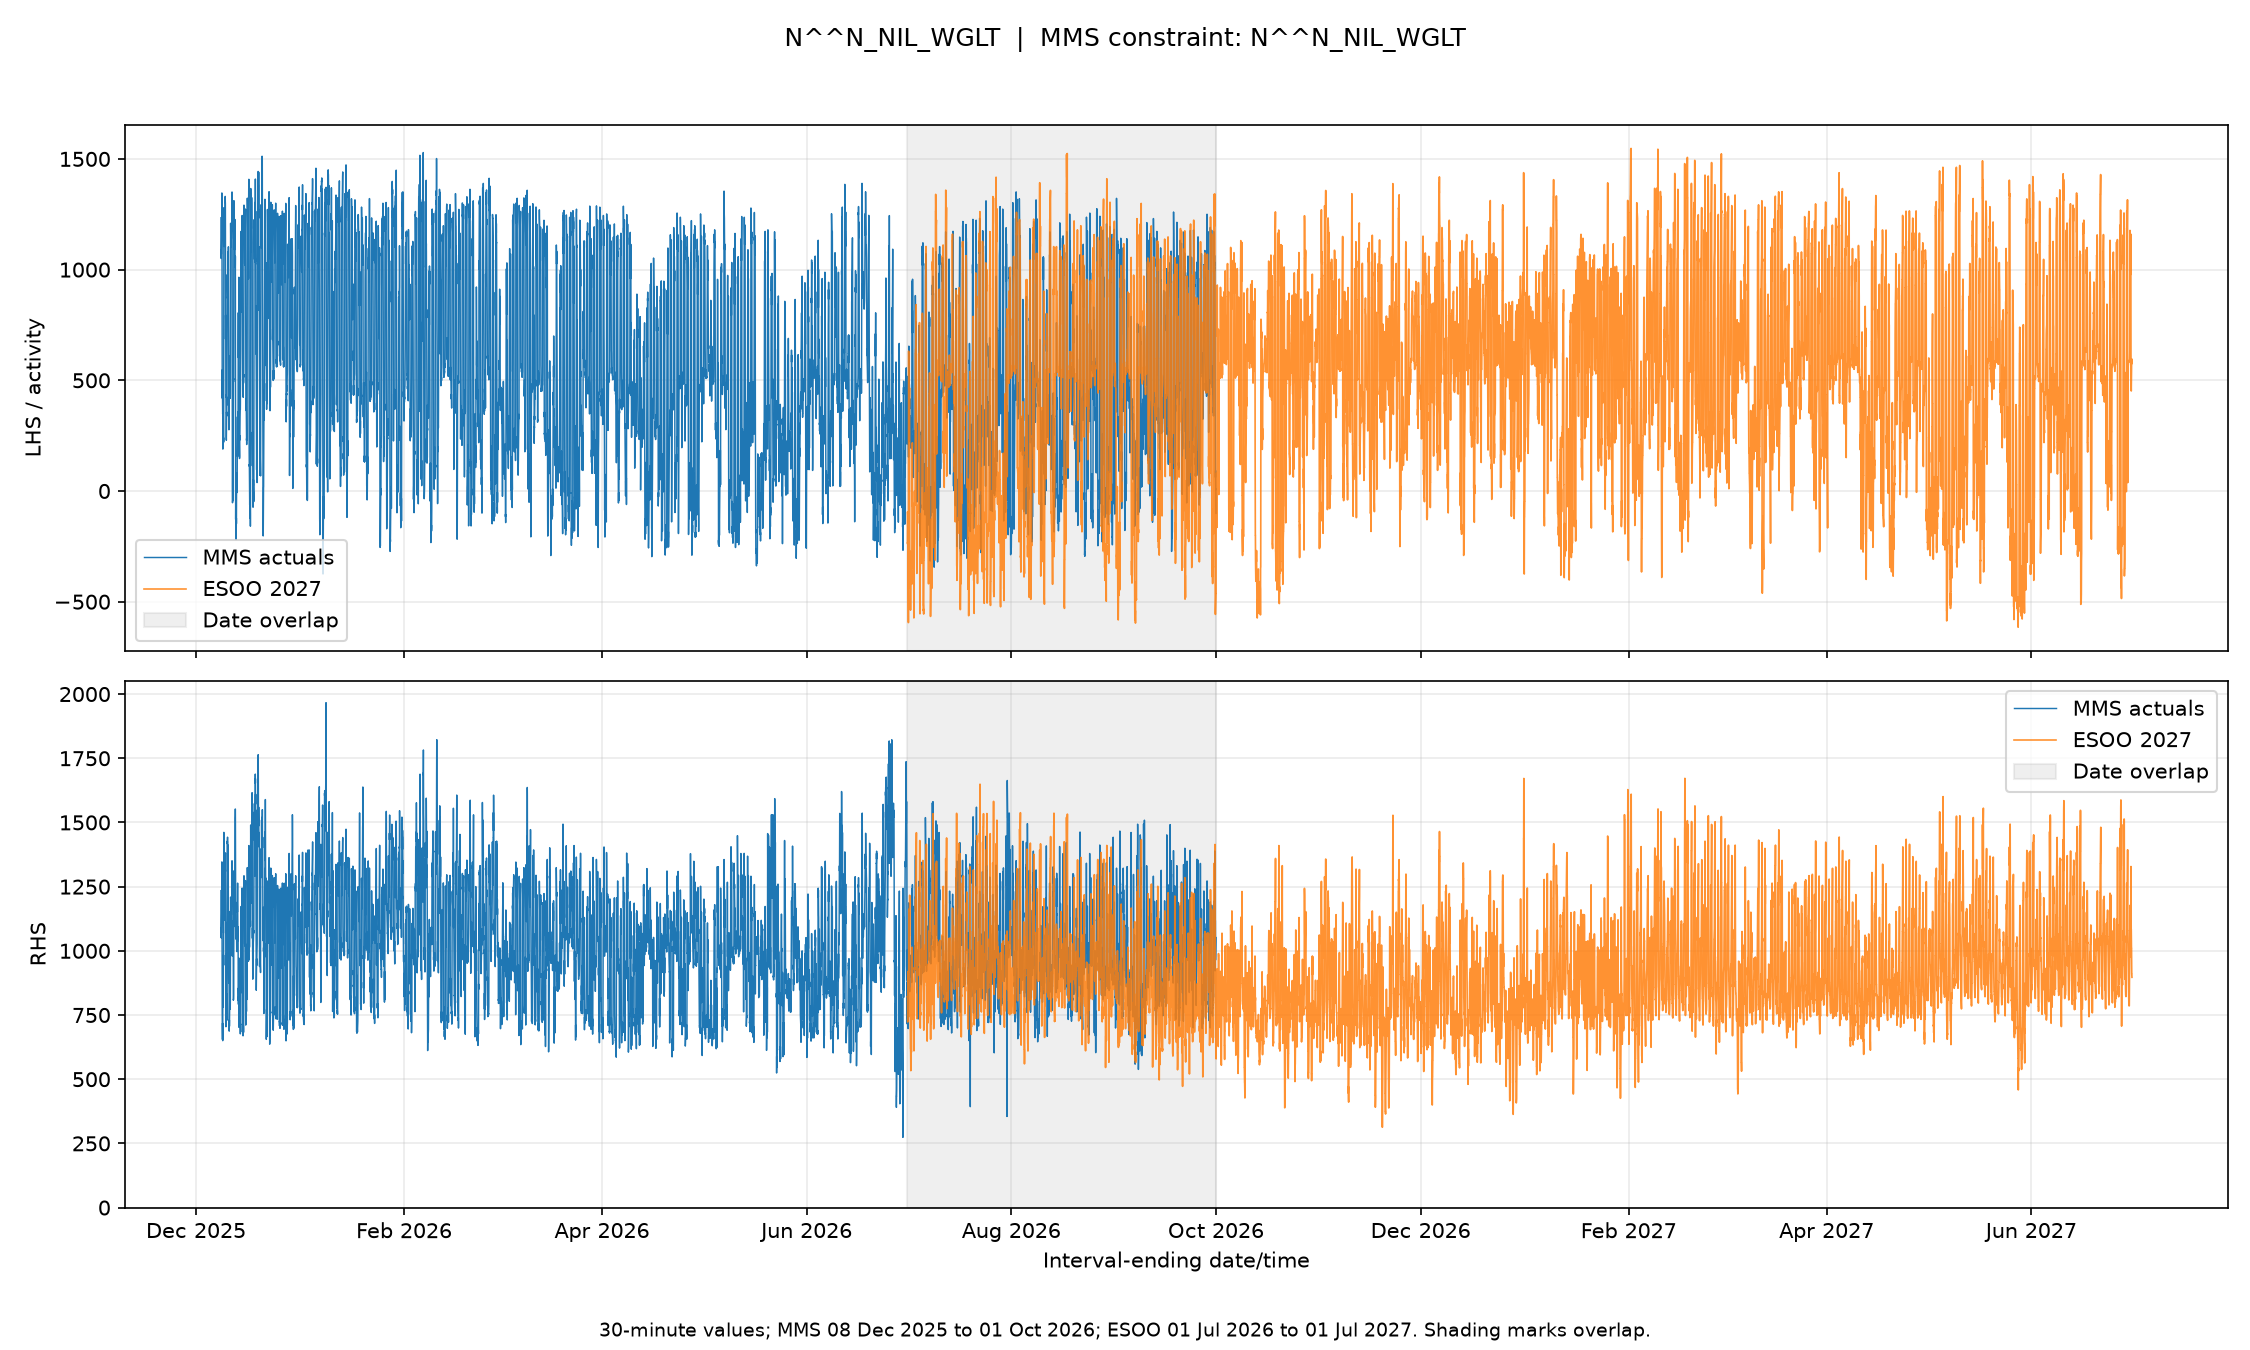 N^^N_NIL_WGLT | MMS constraint: N^^N_NIL_WGLT
LHS / activity
1500
1000
500
0
−500
MMS actuals
ESOO 2027
Date overlap
RHS
2000
1750
1500
1250
1000
750
500
250
0
MMS actuals
ESOO 2027
Date overlap
Dec 2025 Feb 2026 Apr 2026 Jun 2026 Aug 2026 Oct 2026 Dec 2026 Feb 2027 Apr 2027 Jun 2027
Interval-ending date/time
30-minute values; MMS 08 Dec 2025 to 01 Oct 2026; ESOO 01 Jul 2026 to 01 Jul 2027. Shading marks overlap.